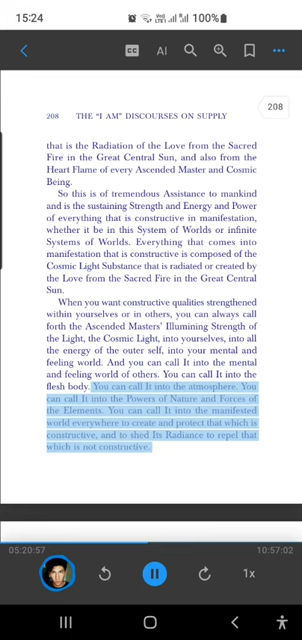 15:24
100%
CC
AI
208
208 THE “I AM” DISCOURSES ON SUPPLY
that is the Radiation of the Love from the Sacred
Fire in the Great Central Sun, and also from the
Heart Flame of every Ascended Master and Cosmic
Being.
So this is of tremendous Assistance to mankind
and is the sustaining Strength and Energy and Power
of everything that is constructive in manifestation,
whether it be in this System of Worlds or infinite
Systems of Worlds. Everything that comes into
manifestation that is constructive is composed of the
Cosmic Light Substance that is radiated or created by
the Love from the Sacred Fire in the Great Central
Sun.
When you want constructive qualities strengthened
within yourselves or in others, you can always call
forth the Ascended Masters’ Illumining Strength of
the Light, the Cosmic Light, into yourselves, into all
the energy of the outer self, into your mental and
feeling world. And you can call It into the mental
and feeling world of others. You can call It into the
flesh body. You can call It into the atmosphere. You
can call It into the Powers of Nature and Forces of
the Elements. You can call It into the manifested
world everywhere to create and protect that which is
constructive, and to shed Its Radiance to repel that
which is not constructive.
05:20:57
10:57:02
1x